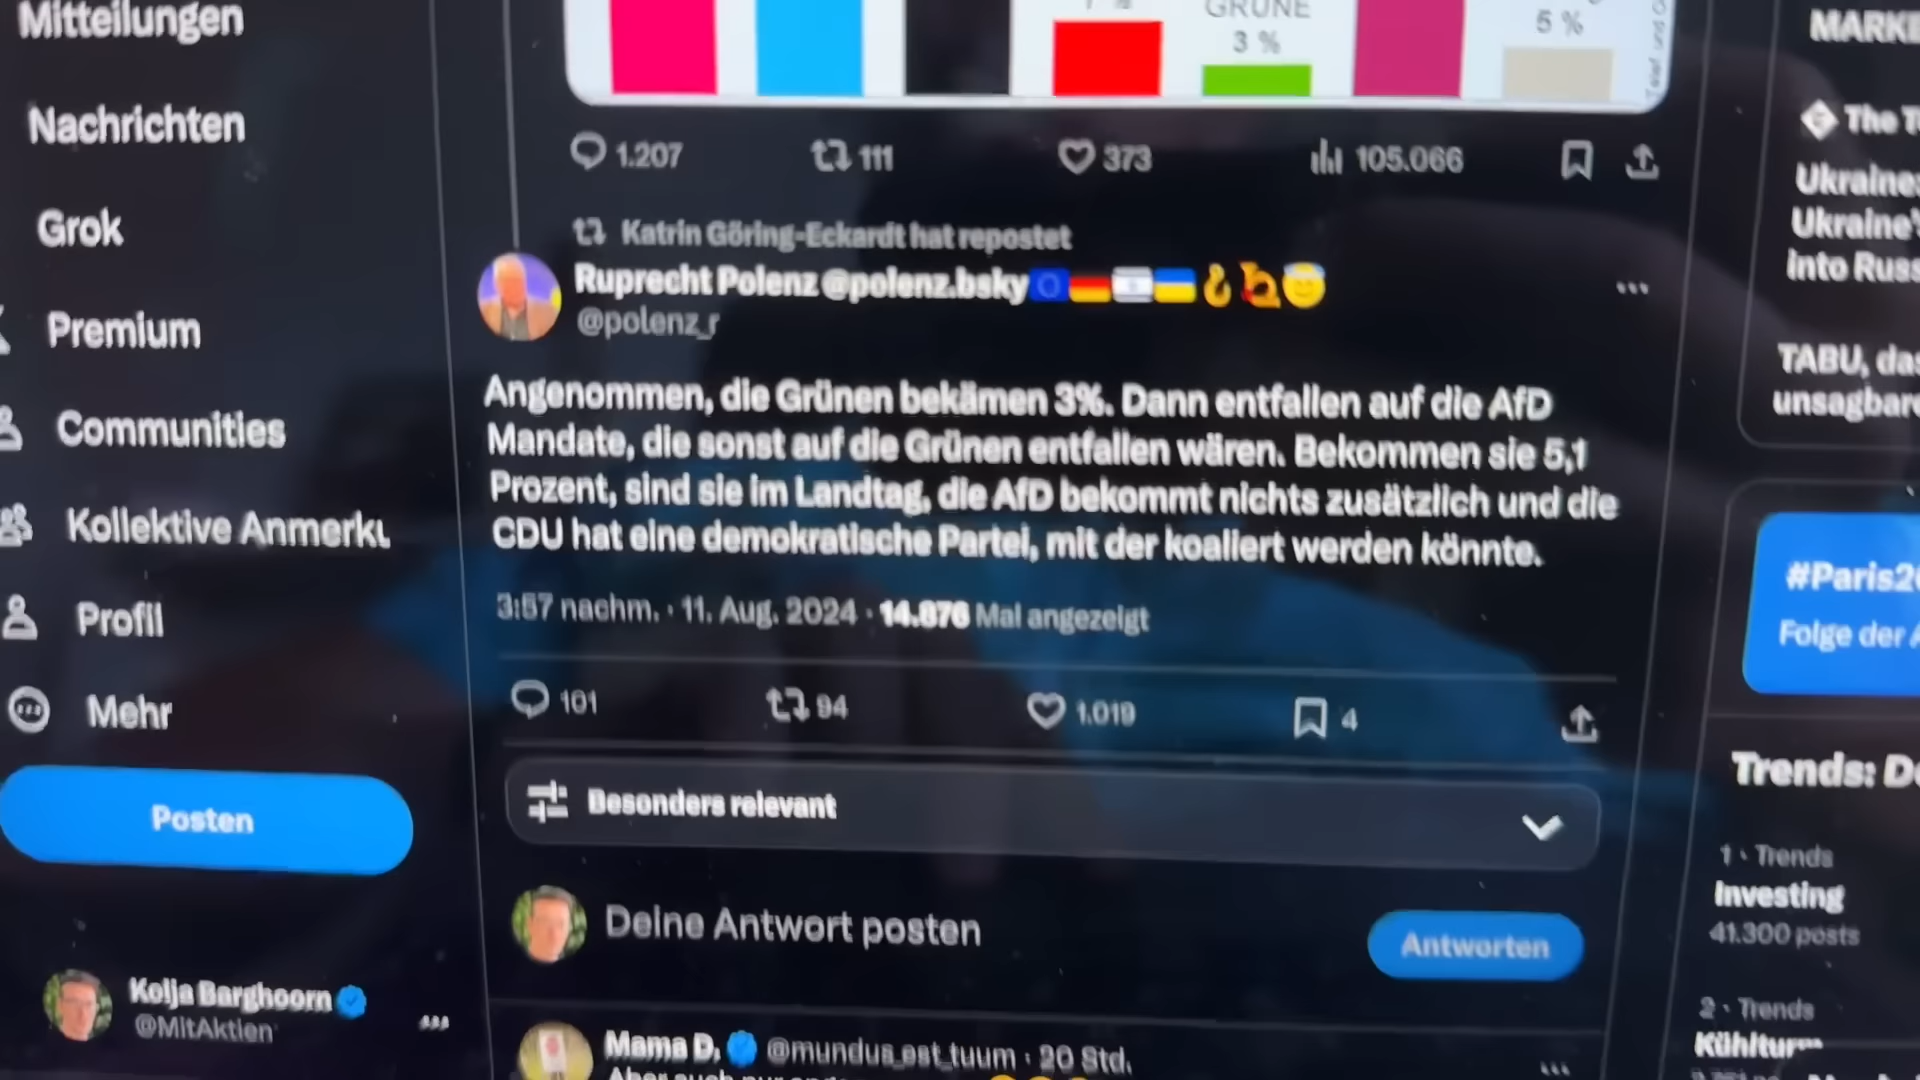 Mitteilungen
Nachrichten
Grok
Premium
Communities
Kollektive Anmerku
Profil
Mehr
Posten
Kolja Barghoorn
@MitAktien
GRÜNE
3 %
5 %
1.207 111 373 105.066
Katrin Göring-Eckardt hat repostet
Ruprecht Polenz @polenz.bsky🇪🇺🇩🇪🇮🇱🇺🇦
@polenz_r
Angenommen, die Grünen bekämen 3%. Dann entfallen auf die AfD
Mandate, die sonst auf die Grünen entfallen wären. Bekommen sie 5,1
Prozent, sind sie im Landtag, die AfD bekommt nichts zusätzlich und die
CDU hat eine demokratische Partei, mit der koaliert werden könnte.
3:57 nachm. · 11. Aug. 2024 · 14.876 Mal angezeigt
101 94 1.019 4
Besonders relevant
Deine Antwort posten
Antworten
Mama D. @mundus_est_tuum · 20 Std.
MARKE
The T
Ukraine:
Ukraine'
into Russ
TABU, das
unsagbare
#Paris20
Folge der A
Trends: De
1 · Trends
Investing
41.300 posts
2 · Trends
Kühlturm